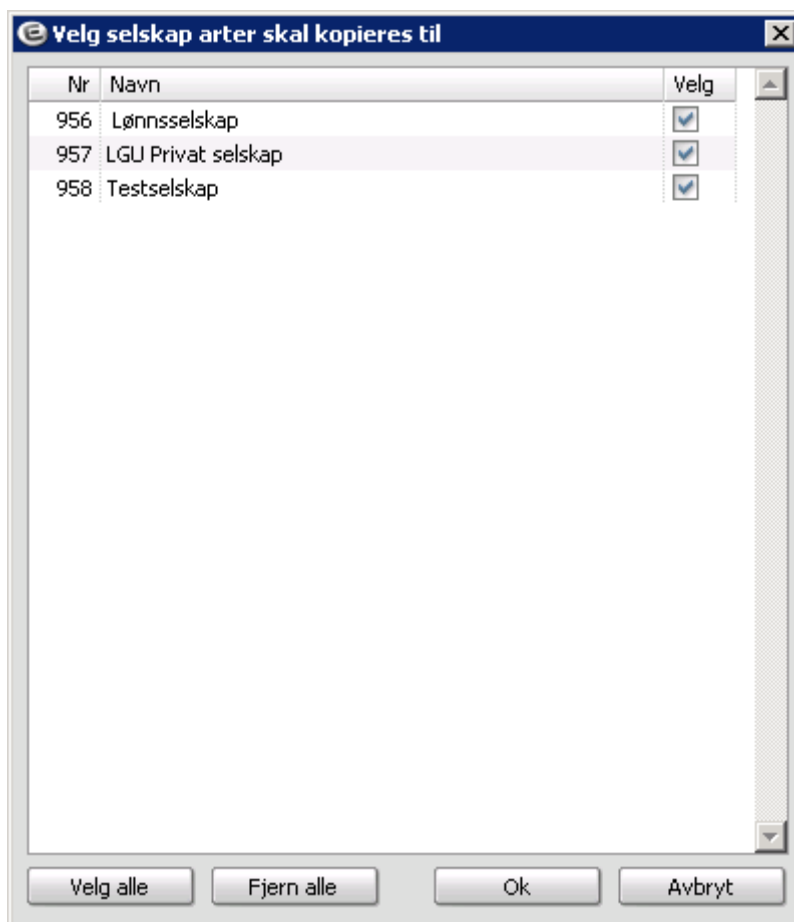 Velg selskap arter skal kopieres til
Nr Navn Velg
956 Lønnsselskap
957 LGU Privat selskap
958 Testselskap
Velg alle Fjern alle Ok Avbryt